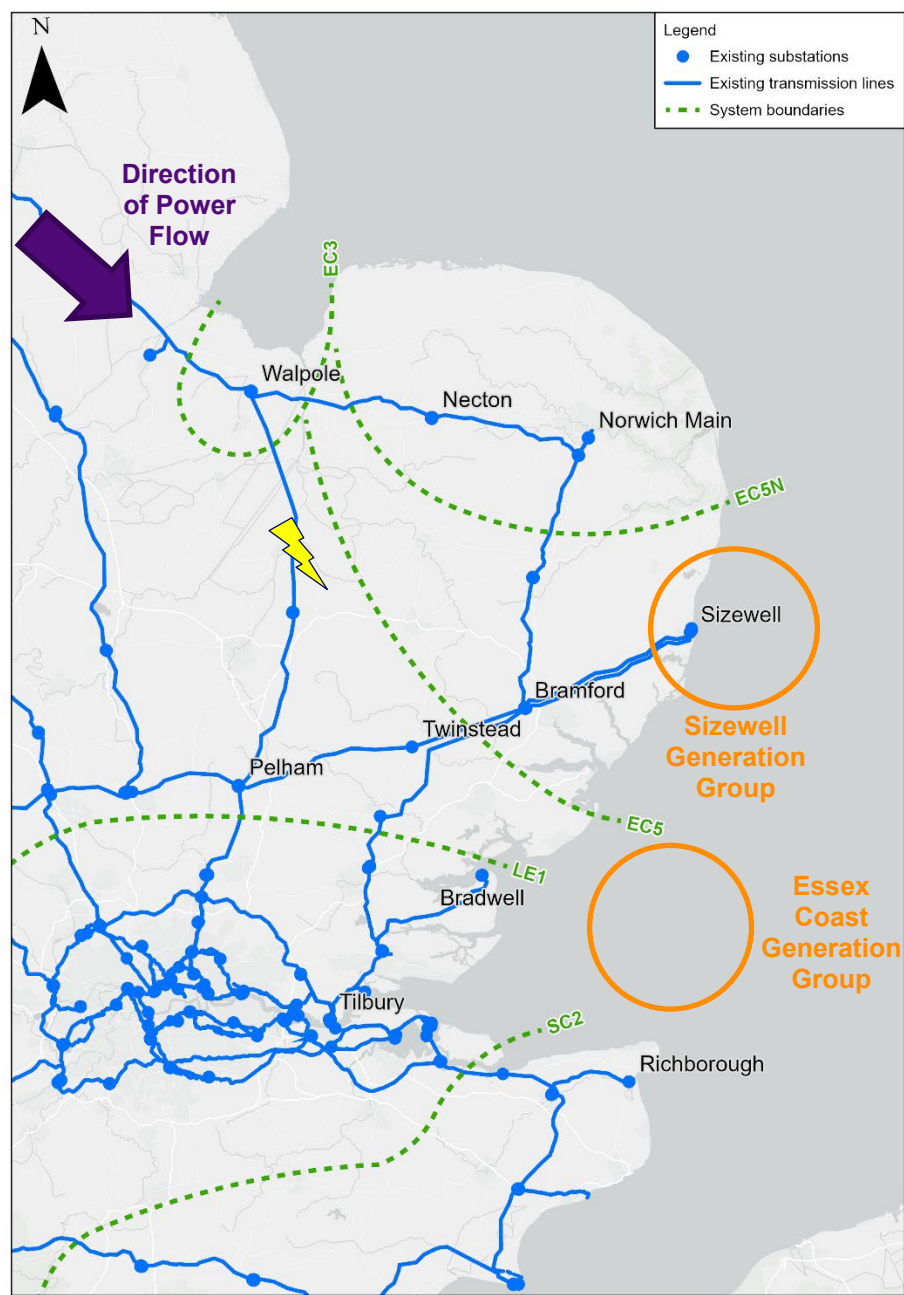 N
Legend
Existing substations
Existing transmission lines
System boundaries
Direction
of Power
Flow
EC3
Walpole
Necton
Norwich Main
EC5N
Sizewell
Bramford
Twinstead
Sizewell
Generation
Group
Pelham
EC5
LE1
Bradwell
Essex
Coast
Generation
Group
Tilbury
SC2
Richborough